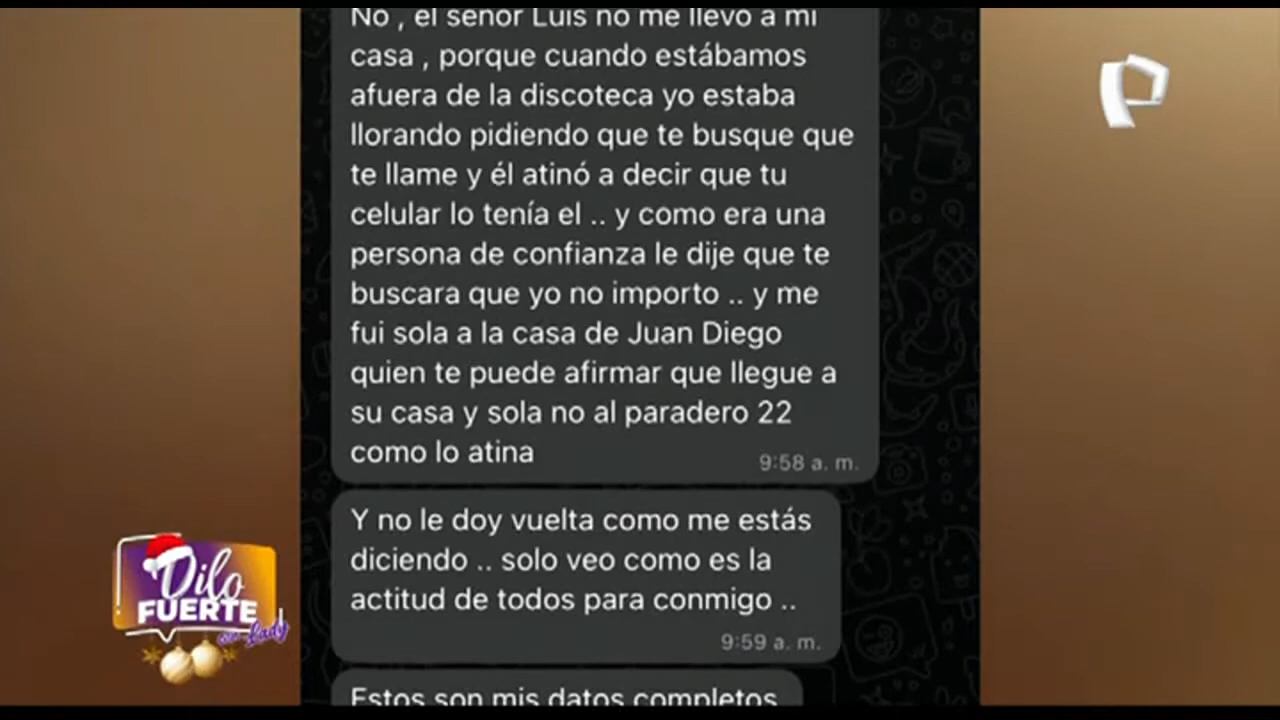 No , el señor Luis no me llevo a mi
casa , porque cuando estábamos
afuera de la discoteca yo estaba
llorando pidiendo que te busque que
te llame y él atinó a decir que tu
celular lo tenía el .. y como era una
persona de confianza le dije que te
buscara que yo no importo .. y me
fui sola a la casa de Juan Diego
quien te puede afirmar que llegue a
su casa y sola no al paradero 22
como lo atina
9:58 a. m.
Y no le doy vuelta como me estás
diciendo .. solo veo como es la
actitud de todos para conmigo ..
9:59 a. m.
Estos son mis datos completos
Dilo
FUERTE
con Lady